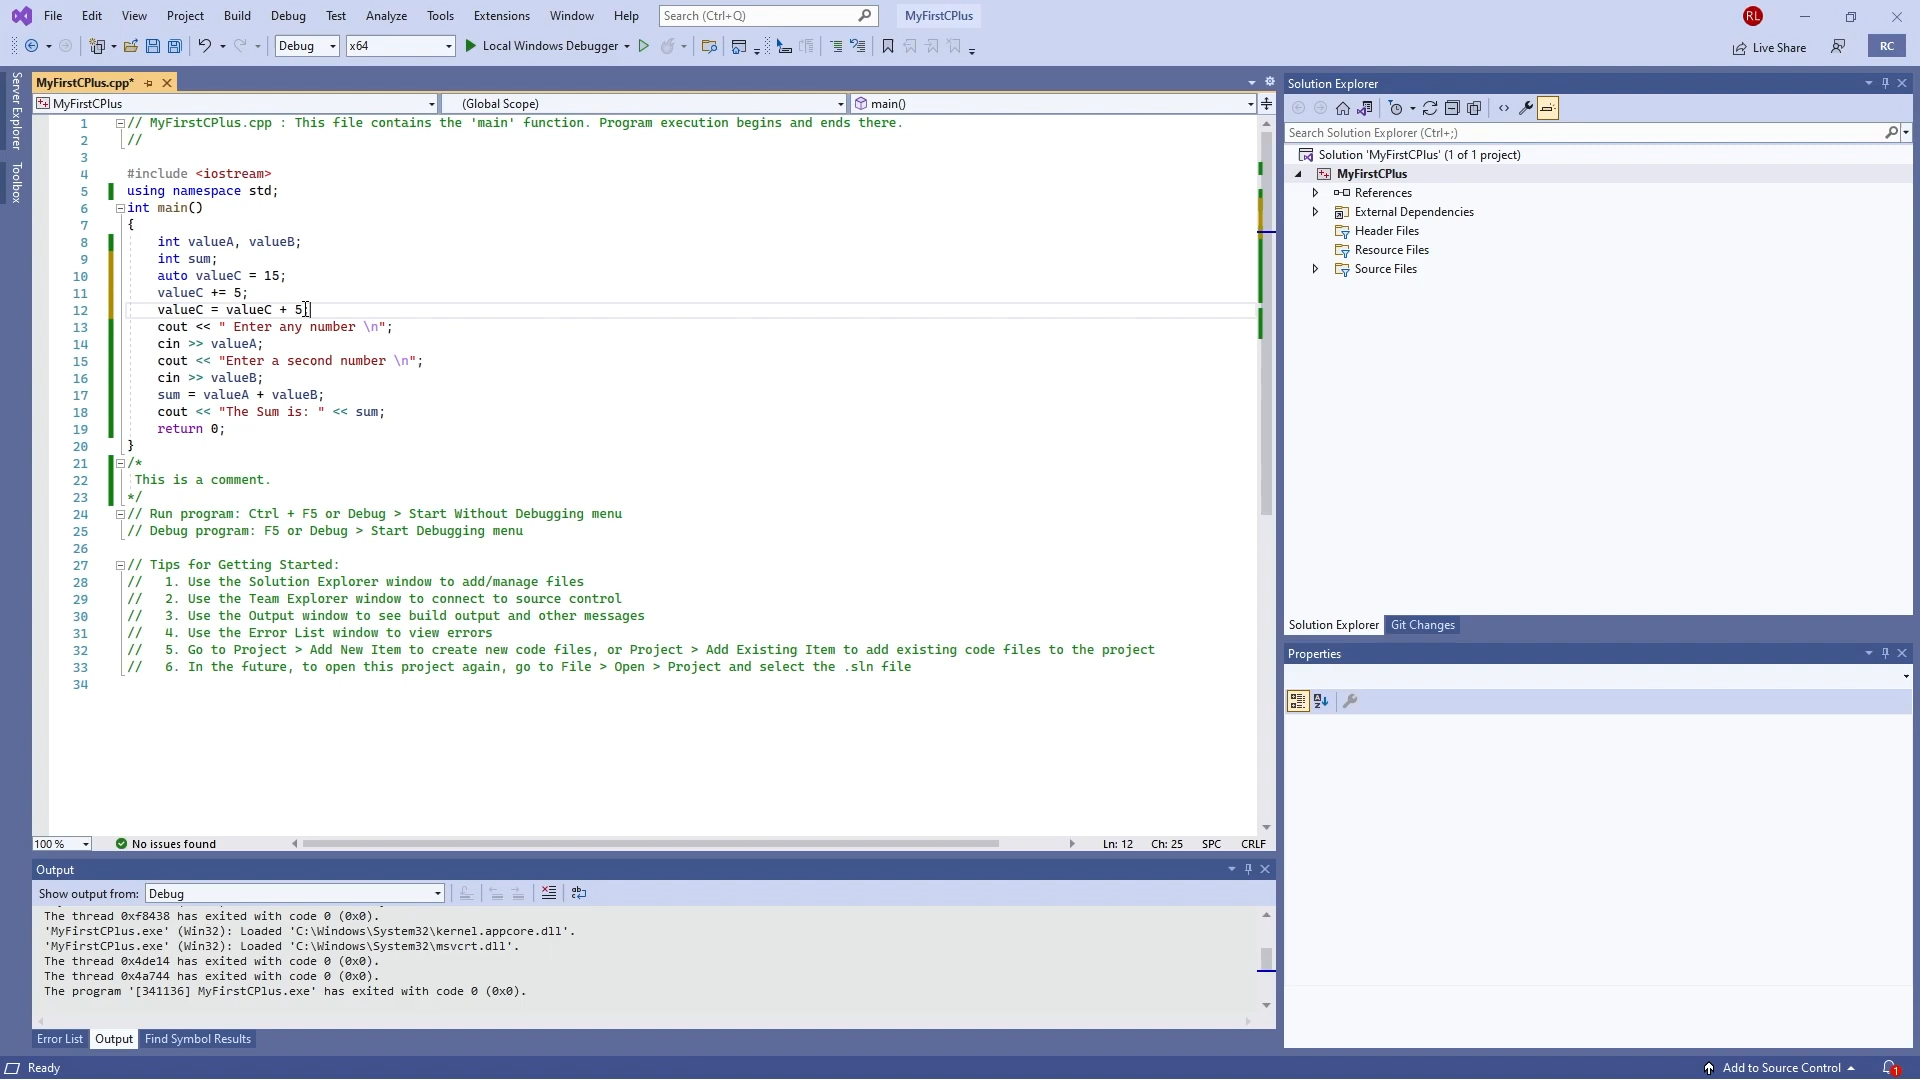 File Edit View Project Build Debug Test Analyze Tools Extensions Window Help Search (Ctrl+Q) MyFirstCPlus RL
Debug x64 Local Windows Debugger Live Share RC
Server Explorer
Toolbox
MyFirstCPlus.cpp*
MyFirstCPlus (Global Scope) main()
1 // MyFirstCPlus.cpp : This file contains the 'main' function. Program execution begins and ends there.
2 //
3
4 #include <iostream>
5 using namespace std;
6 int main()
7 {
8 int valueA, valueB;
9 int sum;
10 auto valueC = 15;
11 valueC += 5;
12 valueC = valueC + 5;
13 cout << " Enter any number \n";
14 cin >> valueA;
15 cout << "Enter a second number \n";
16 cin >> valueB;
17 sum = valueA + valueB;
18 cout << "The Sum is: " << sum;
19 return 0;
20 }
21 /*
22 This is a comment.
23 */
24 // Run program: Ctrl + F5 or Debug > Start Without Debugging menu
25 // Debug program: F5 or Debug > Start Debugging menu
26
27 // Tips for Getting Started:
28 // 1. Use the Solution Explorer window to add/manage files
29 // 2. Use the Team Explorer window to connect to source control
30 // 3. Use the Output window to see build output and other messages
31 // 4. Use the Error List window to view errors
32 // 5. Go to Project > Add New Item to create new code files, or Project > Add Existing Item to add existing code files to the project
33 // 6. In the future, to open this project again, go to File > Open > Project and select the .sln file
34
100 % No issues found Ln: 12 Ch: 25 SPC CRLF
Output
Show output from: Debug
The thread 0xf8438 has exited with code 0 (0x0).
'MyFirstCPlus.exe' (Win32): Loaded 'C:\Windows\System32\kernel.appcore.dll'.
'MyFirstCPlus.exe' (Win32): Loaded 'C:\Windows\System32\msvcrt.dll'.
The thread 0x4de14 has exited with code 0 (0x0).
The thread 0x4a744 has exited with code 0 (0x0).
The program '[341136] MyFirstCPlus.exe' has exited with code 0 (0x0).
Error List Output Find Symbol Results
Solution Explorer
Search Solution Explorer (Ctrl+;)
Solution 'MyFirstCPlus' (1 of 1 project)
MyFirstCPlus
References
External Dependencies
Header Files
Resource Files
Source Files
Solution Explorer Git Changes
Properties
Ready Add to Source Control 1